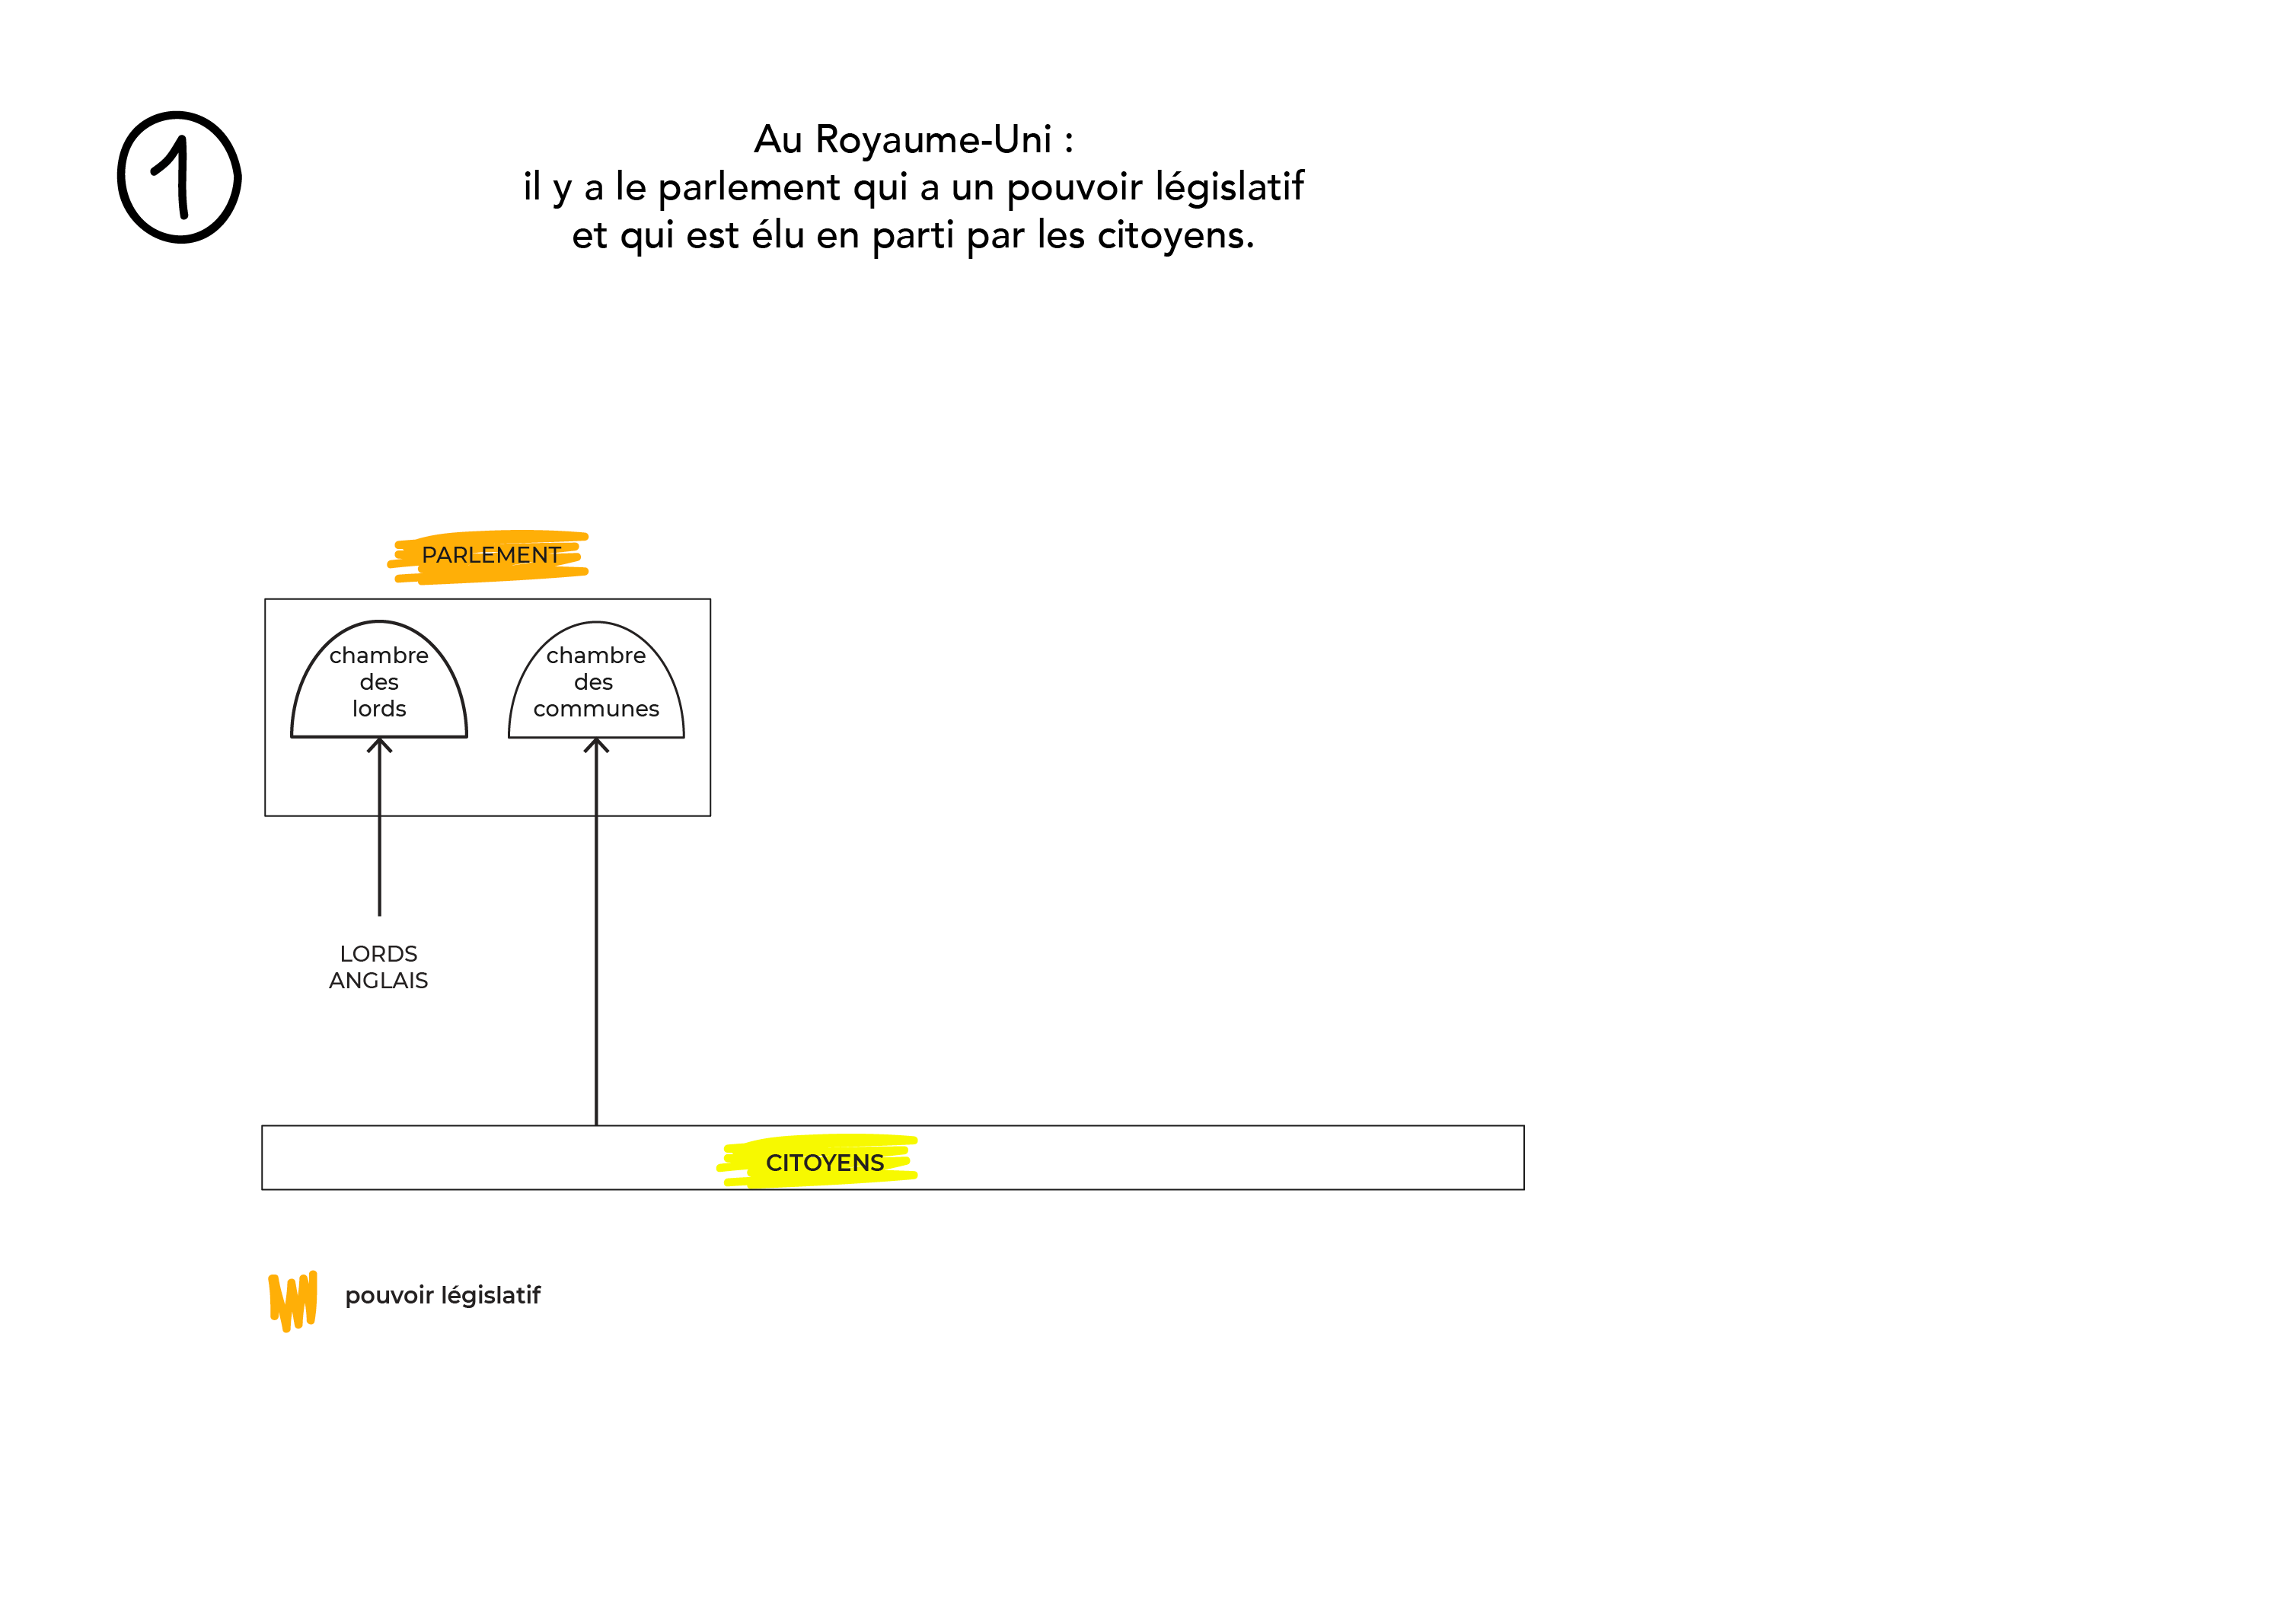 1
Au Royaume-Uni :
il y a le parlement qui a un pouvoir législatif
et qui est élu en parti par les citoyens.
PARLEMENT
chambre
des
lords
chambre
des
communes
LORDS
ANGLAIS
CITOYENS
pouvoir législatif